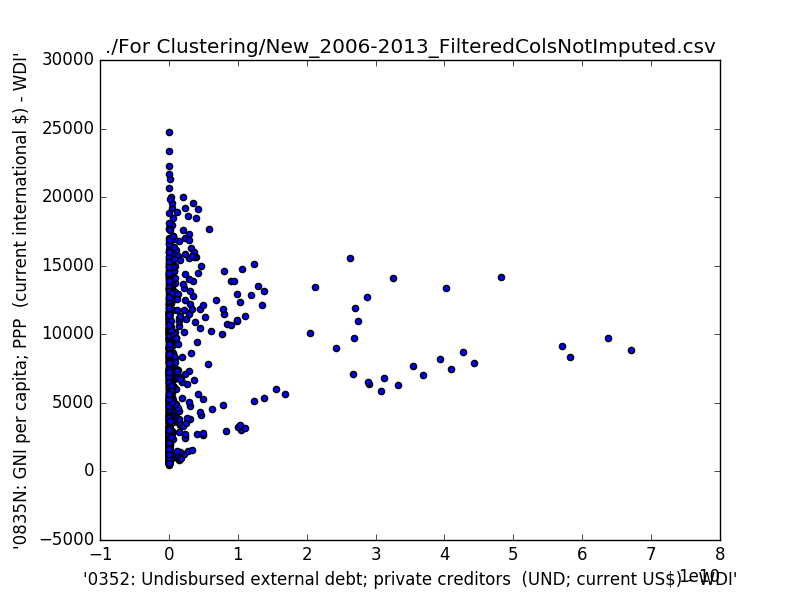 ./For Clustering/New_2006-2013_FilteredColsNotImputed.csv
30000
25000
20000
15000
10000
5000
0
−5000
'0835N: GNI per capita; PPP  (current international $) - WDI'
−1 0 1 2 3 4 5 6 7 8
1e10
'0352: Undisbursed external debt; private creditors  (UND; current US$) - WDI'